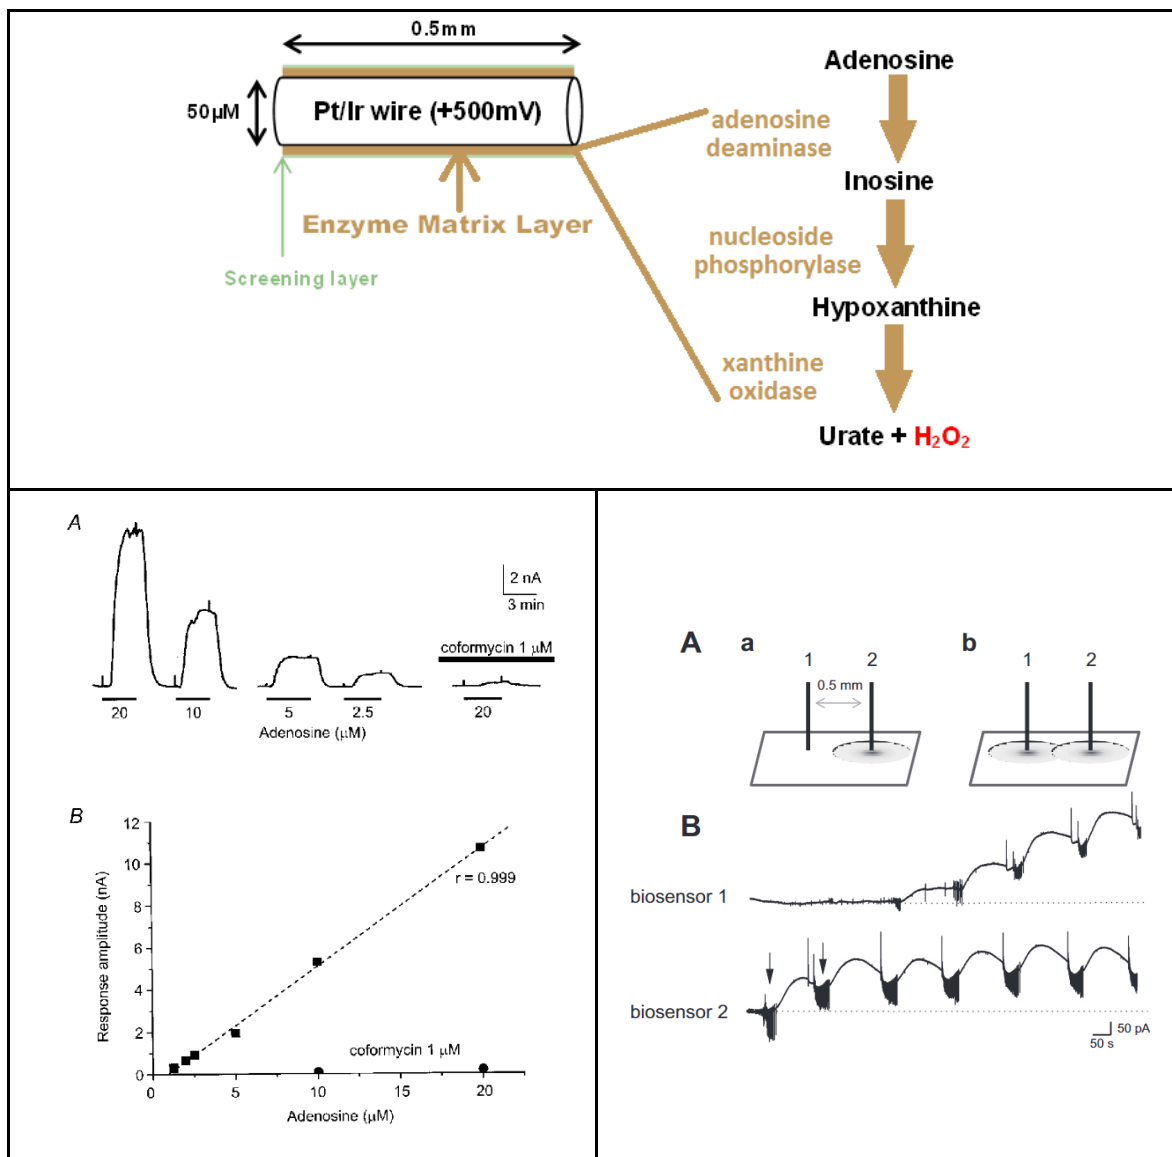 0.5mm
50µM
Pt/Ir wire (+500mV)
Enzyme Matrix Layer
Screening layer
Adenosine
adenosine
deaminase
Inosine
nucleoside
phosphorylase
Hypoxanthine
xanthine
oxidase
Urate + H₂O₂
A
2 nA
3 min
coformycin 1 µM
20 10 5 2.5 20
Adenosine (µM)
B
12
10
8
6
4
2
0
Response amplitude (nA)
r = 0.999
coformycin 1 µM
0 5 10 15 20
Adenosine (µM)
A a b
1 2 1 2
0.5 mm
B
biosensor 1
biosensor 2
50 pA
50 s